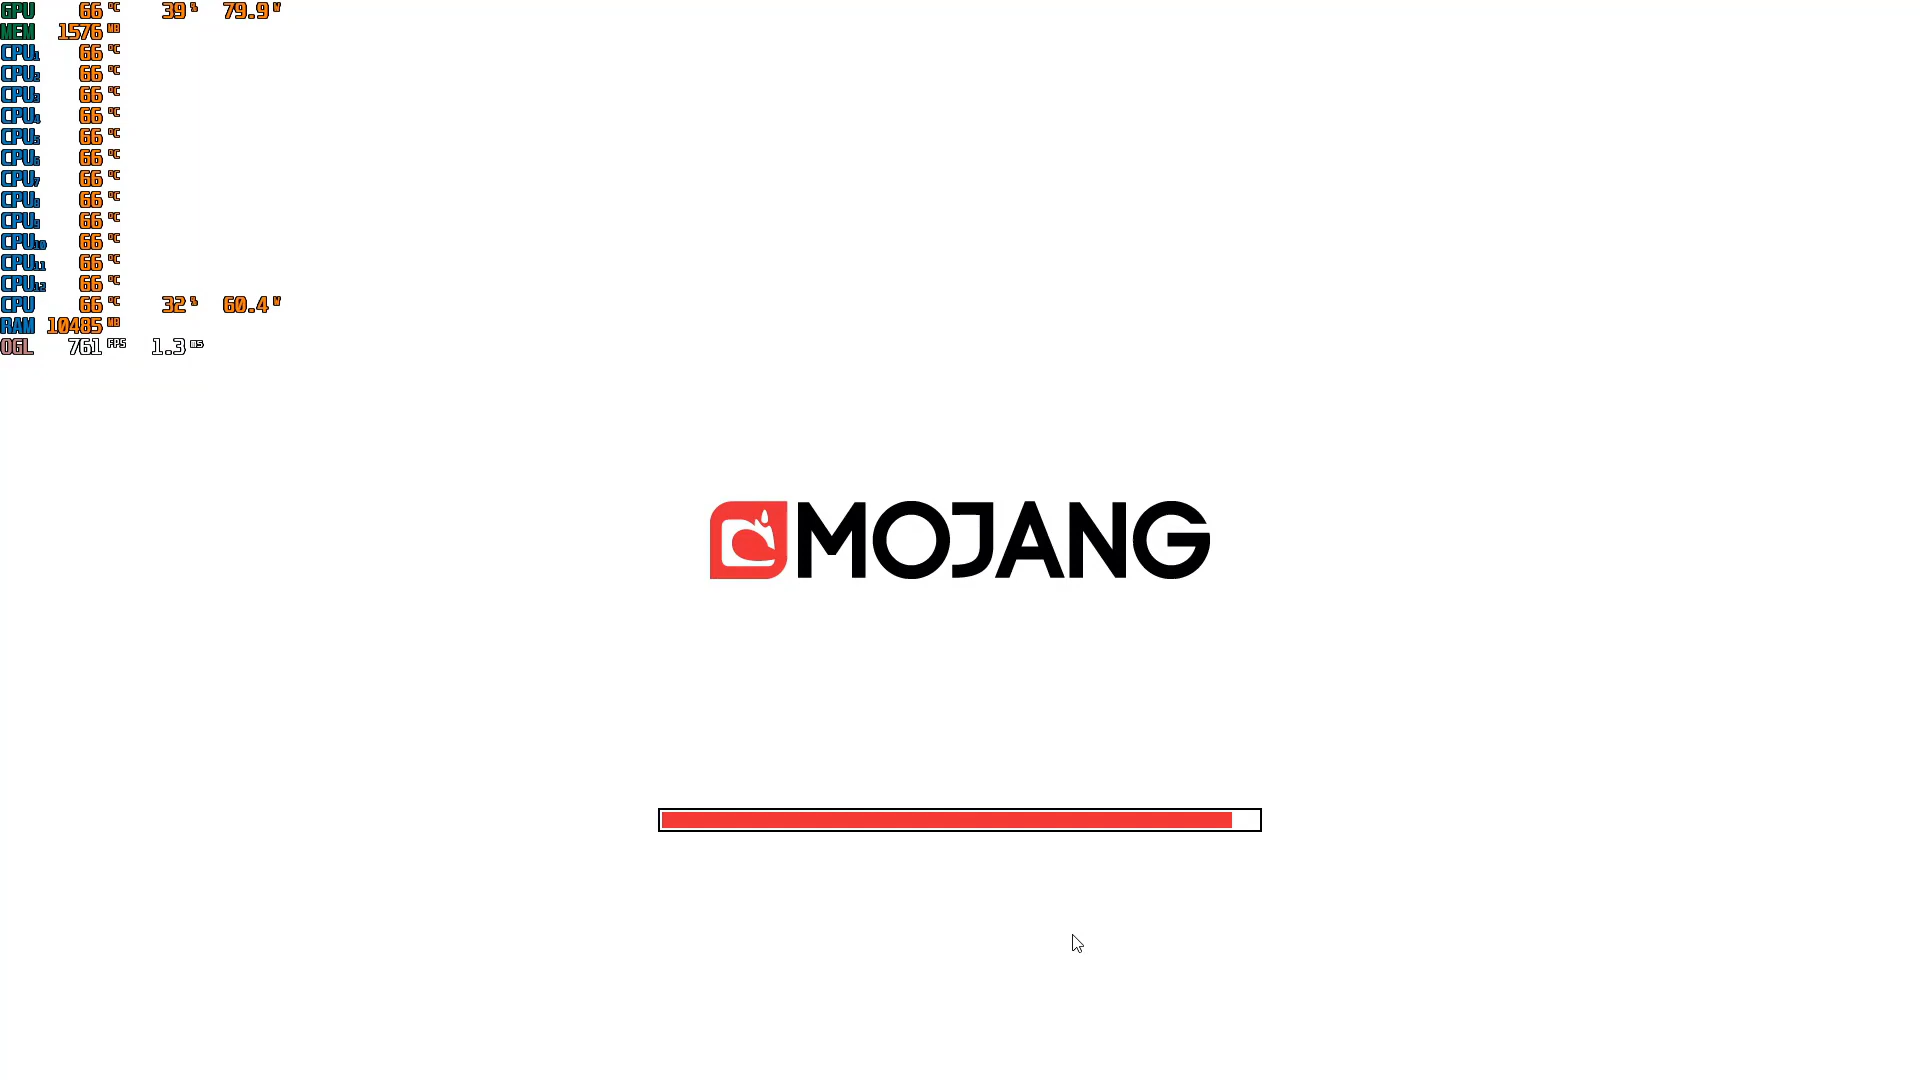 GPU 66 °C 39 % 79.9 W
MEM 1576 MB
CPU1 66 °C
CPU2 66 °C
CPU3 66 °C
CPU4 66 °C
CPU5 66 °C
CPU6 66 °C
CPU7 66 °C
CPU8 66 °C
CPU9 66 °C
CPU10 66 °C
CPU11 66 °C
CPU12 66 °C
CPU 66 °C 32 % 60.4 W
RAM 10485 MB
OGL 761 FPS 1.3 ms
MOJANG